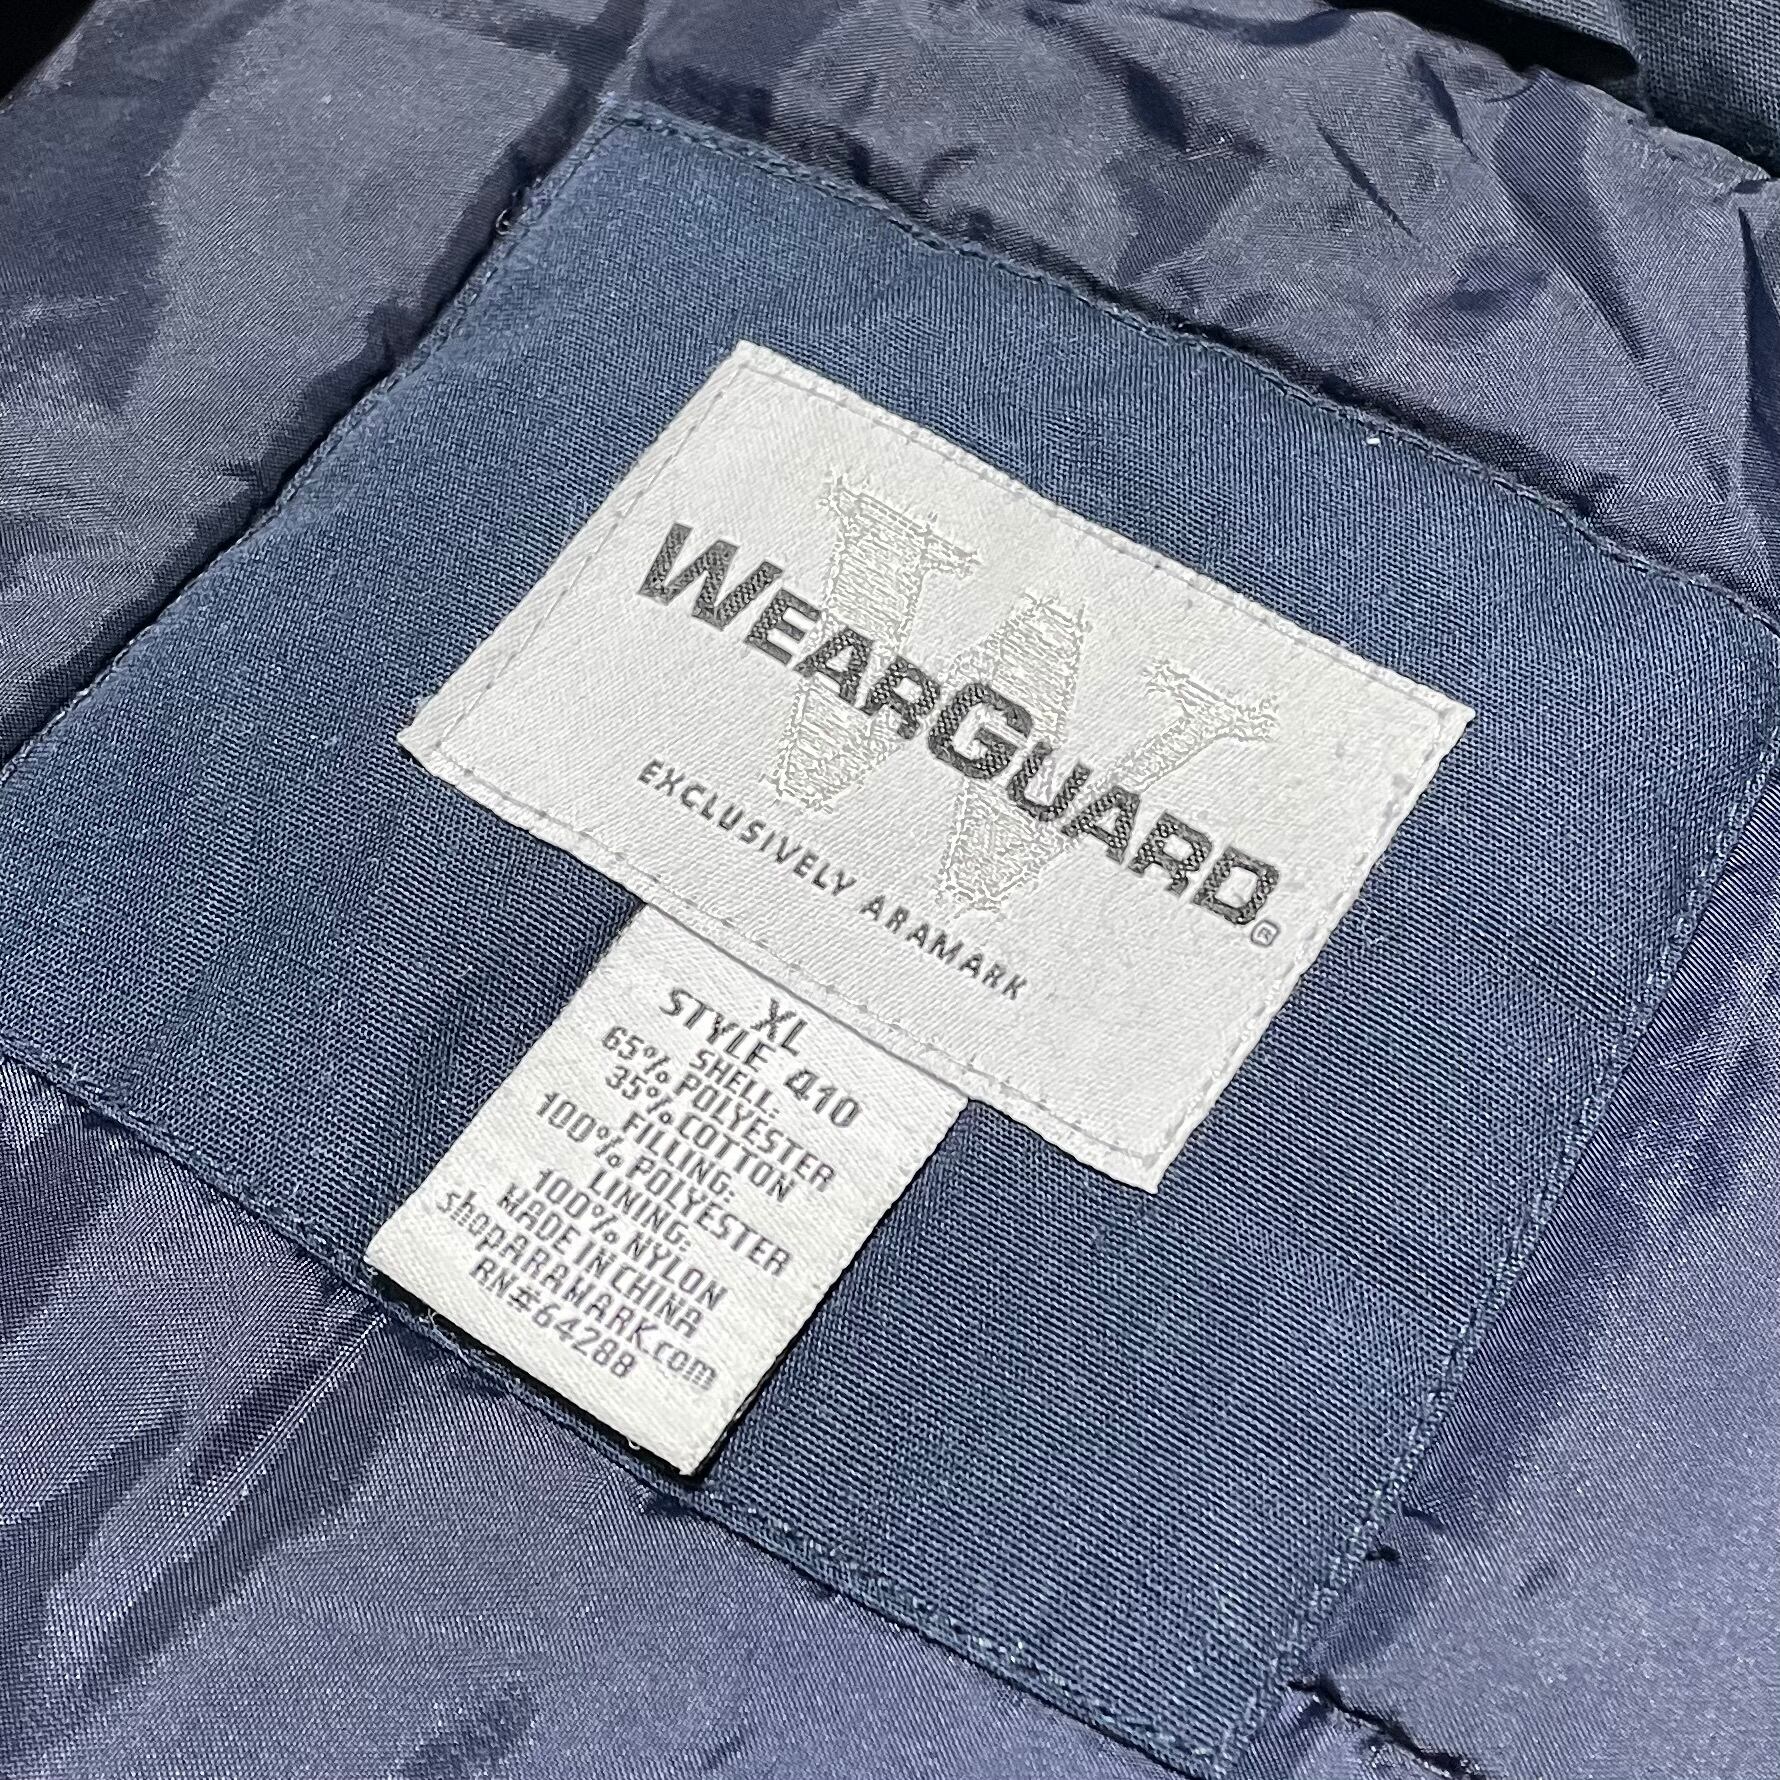 W
WEARGUARD®
EXCLUSIVELY ARAMARK
XL
STYLE 410
SHELL:
65% POLYESTER
35% COTTON
FILLING:
100% POLYESTER
LINING:
100% NYLON
MADE IN CHINA
shopARAMARK.com
RN#64288